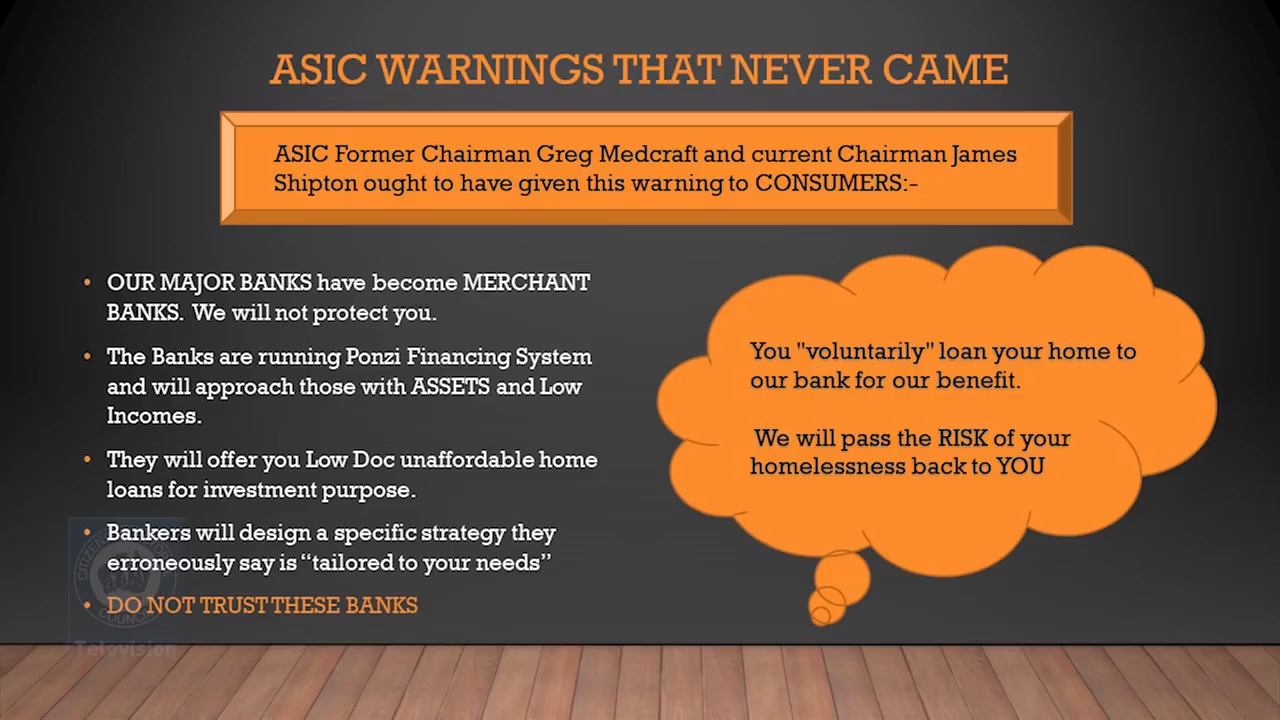 ASIC WARNINGS THAT NEVER CAME
ASIC Former Chairman Greg Medcraft and current Chairman James
Shipton ought to have given this warning to CONSUMERS:-
• OUR MAJOR BANKS have become MERCHANT
BANKS. We will not protect you.
• The Banks are running Ponzi Financing System
and will approach those with ASSETS and Low
Incomes.
• They will offer you Low Doc unaffordable home
loans for investment purpose.
• Bankers will design a specific strategy they
erroneously say is “tailored to your needs”
• DO NOT TRUST THESE BANKS
You "voluntarily" loan your home to
our bank for our benefit.
We will pass the RISK of your
homelessness back to YOU
COUNCIL
Television